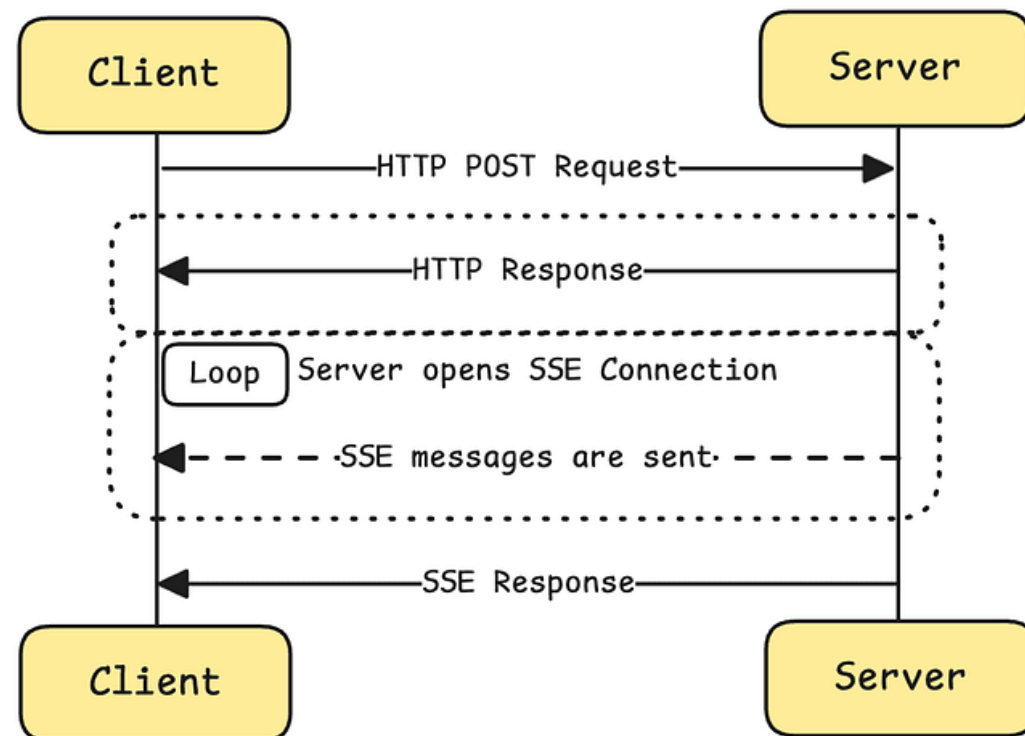 Client
Server
HTTP POST Request
HTTP Response
Loop
Server opens SSE Connection
SSE messages are sent
SSE Response
Client
Server